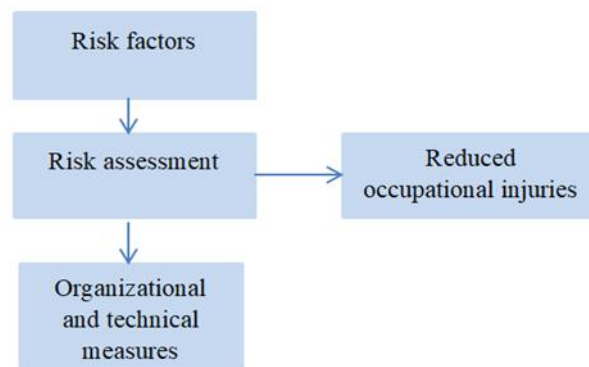 Risk factors
Risk assessment
Reduced
occupational injuries
Organizational
and technical
measures